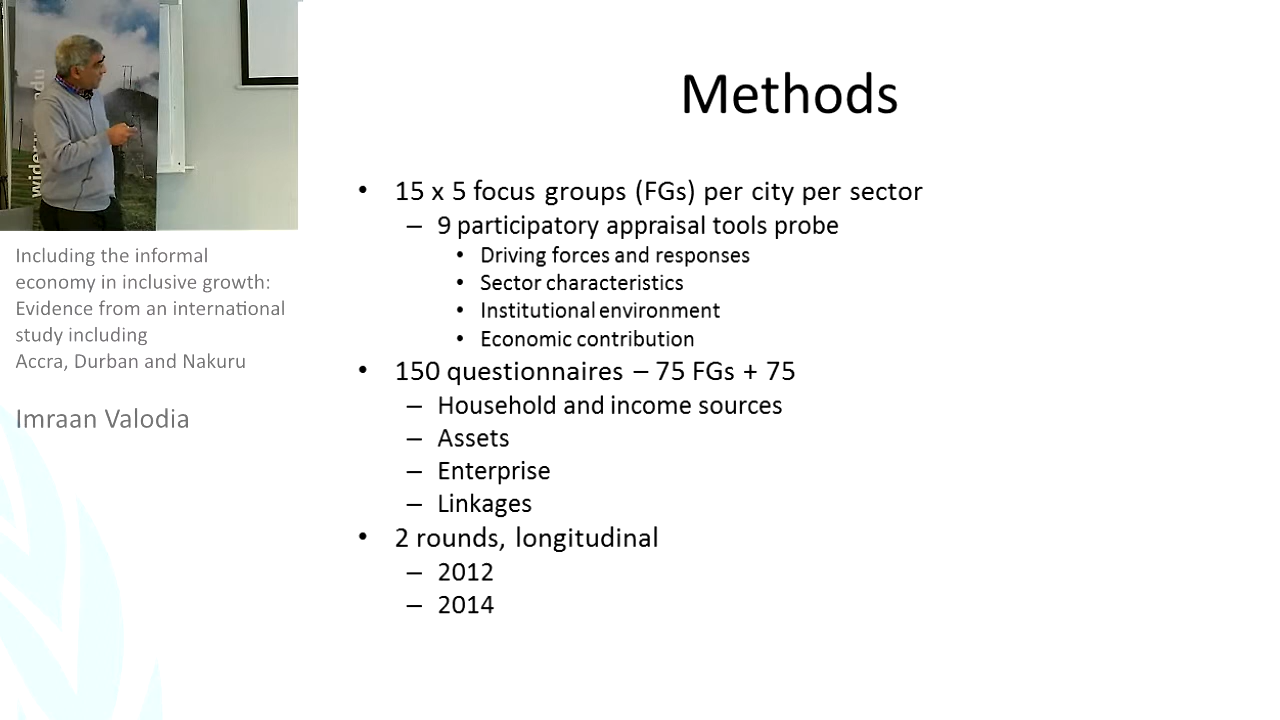 wider.unu.edu
Including the informal
economy in inclusive growth:
Evidence from an international
study including
Accra, Durban and Nakuru
Imraan Valodia
Methods
• 15 x 5 focus groups (FGs) per city per sector
– 9 participatory appraisal tools probe
• Driving forces and responses
• Sector characteristics
• Institutional environment
• Economic contribution
• 150 questionnaires – 75 FGs + 75
– Household and income sources
– Assets
– Enterprise
– Linkages
• 2 rounds, longitudinal
– 2012
– 2014